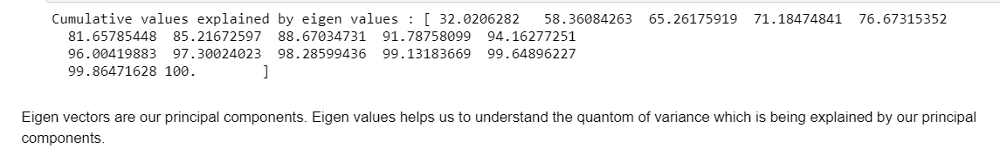 Cumulative values explained by eigen values : [ 32.0206282   58.36084263  65.26175919  71.18474841  76.67315352
81.65785448  85.21672597  88.67034731  91.78758099  94.16277251
96.00419883  97.30024023  98.28599436  99.13183669  99.64896227
99.86471628 100.        ]
Eigen vectors are our principal components. Eigen values helps us to understand the quantom of variance which is being explained by our principal
components.